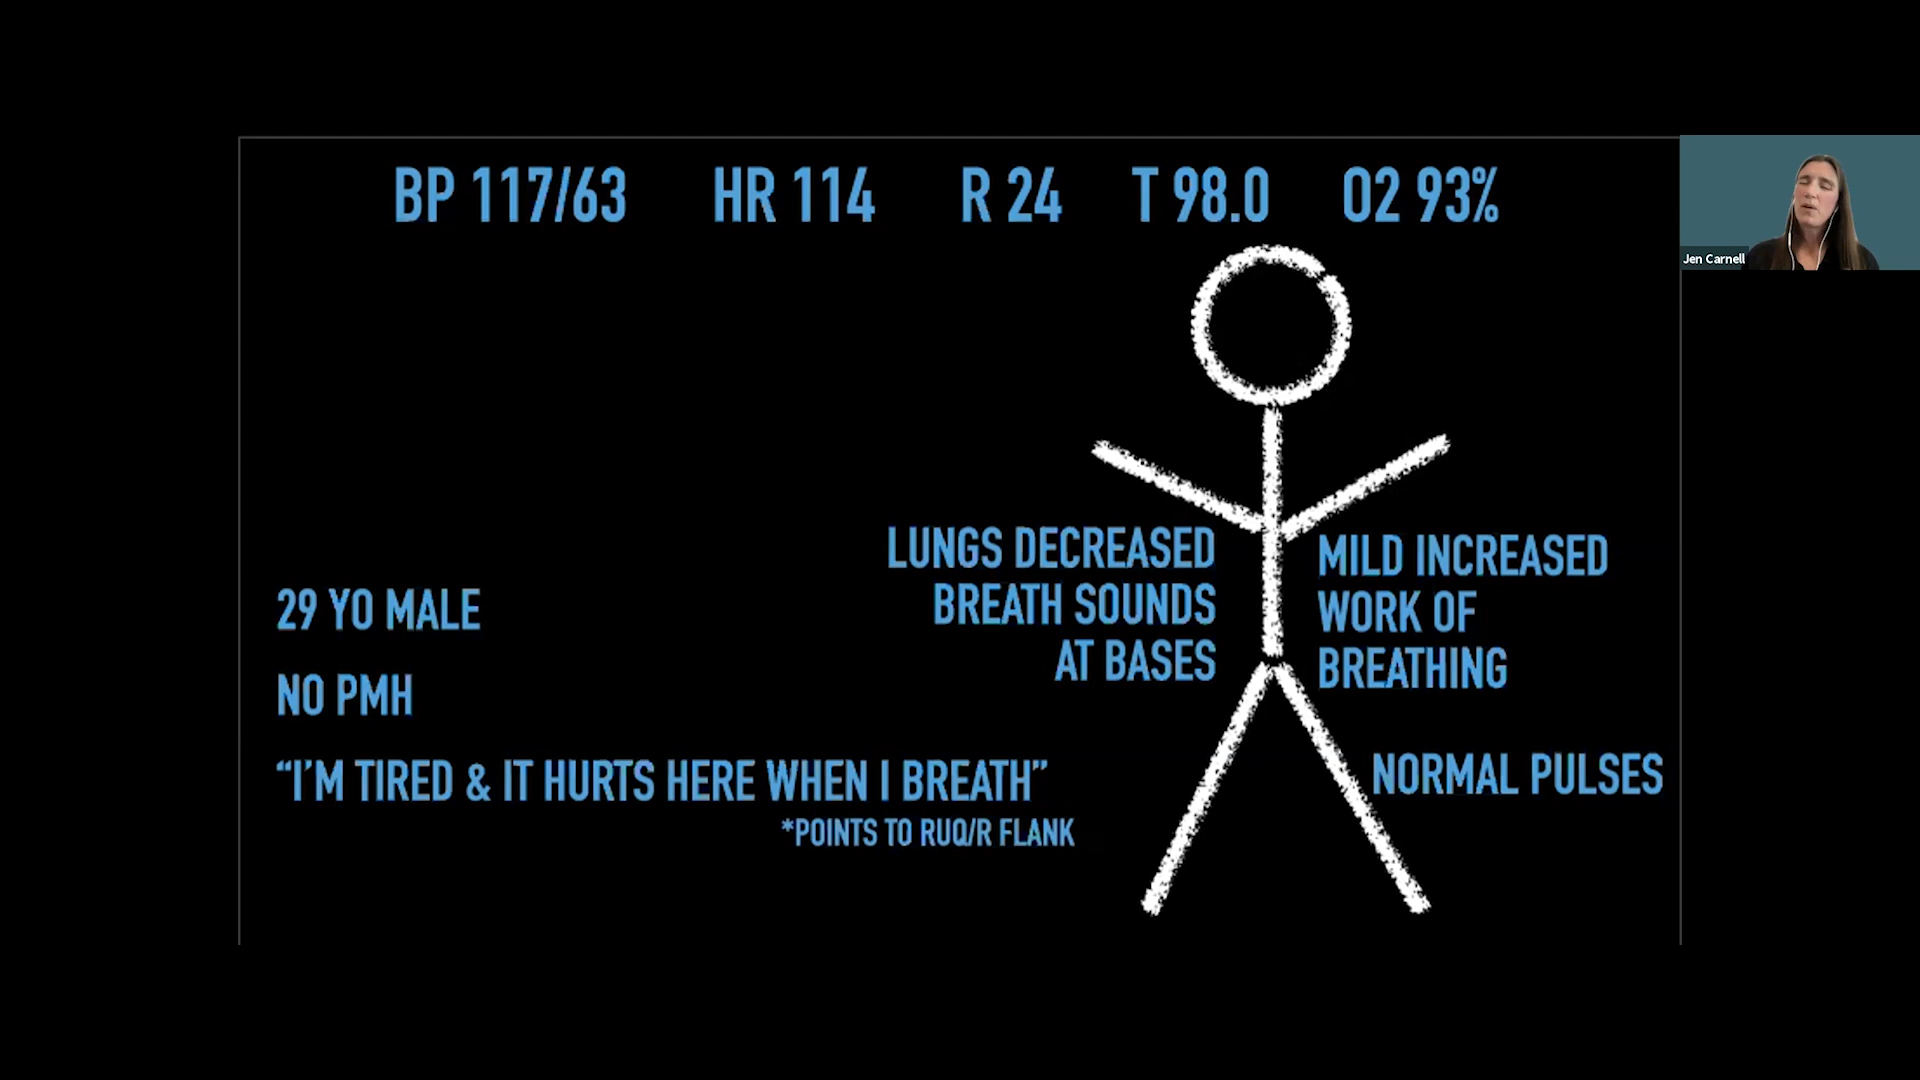 BP 117/63 HR 114 R 24 T 98.0 O2 93%
Jen Carnell
LUNGS DECREASED
BREATH SOUNDS
AT BASES
MILD INCREASED
WORK OF
BREATHING
29 YO MALE
NO PMH
“I’M TIRED & IT HURTS HERE WHEN I BREATH”
*POINTS TO RUQ/R FLANK
NORMAL PULSES